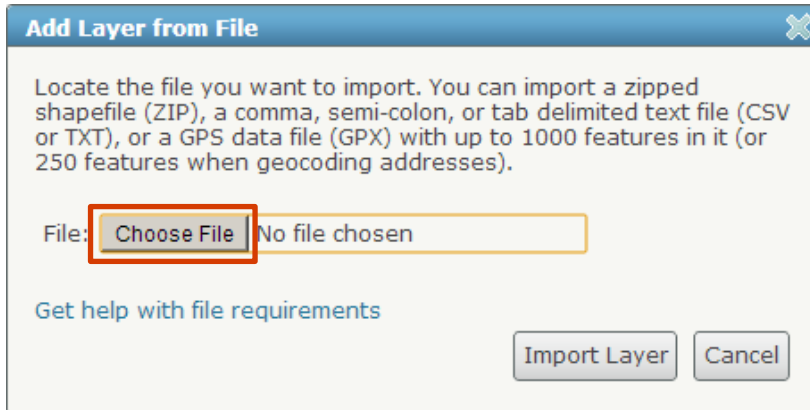 Add Layer from File
Locate the file you want to import. You can import a zipped
shapefile (ZIP), a comma, semi-colon, or tab delimited text file (CSV
or TXT), or a GPS data file (GPX) with up to 1000 features in it (or
250 features when geocoding addresses).
File: Choose File No file chosen
Get help with file requirements
Import Layer Cancel